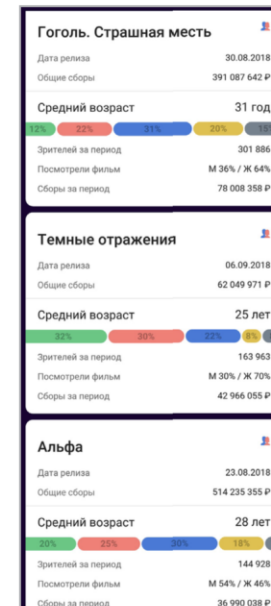 Гоголь. Страшная месть
Дата релиза 30.08.2018
Общие сборы 391 087 642 ₽
Средний возраст 31 год
12% 22% 31% 20% 15
Зрителей за период 301 886
Посмотрели фильм М 36% / Ж 64%
Сборы за период 78 008 358 ₽
Темные отражения
Дата релиза 06.09.2018
Общие сборы 62 049 971 ₽
Средний возраст 25 лет
32% 30% 22% 8%
Зрителей за период 163 963
Посмотрели фильм М 30% / Ж 70%
Сборы за период 42 966 055 ₽
Альфа
Дата релиза 23.08.2018
Общие сборы 514 235 355 ₽
Средний возраст 28 лет
20% 25% 30% 18%
Зрителей за период 144 928
Посмотрели фильм М 54% / Ж 46%
Сборы за период 36 990 038 ₽